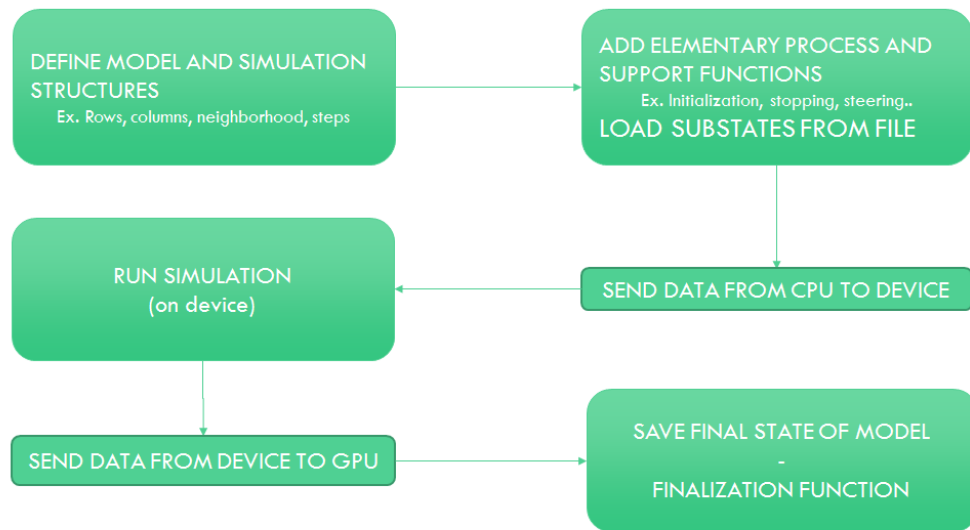 DEFINE MODEL AND SIMULATION
STRUCTURES
Ex. Rows, columns, neighborhood, steps
ADD ELEMENTARY PROCESS AND
SUPPORT FUNCTIONS
Ex. Initialization, stopping, steering..
LOAD SUBSTATES FROM FILE
SEND DATA FROM CPU TO DEVICE
RUN SIMULATION
(on device)
SEND DATA FROM DEVICE TO GPU
SAVE FINAL STATE OF MODEL
-
FINALIZATION FUNCTION